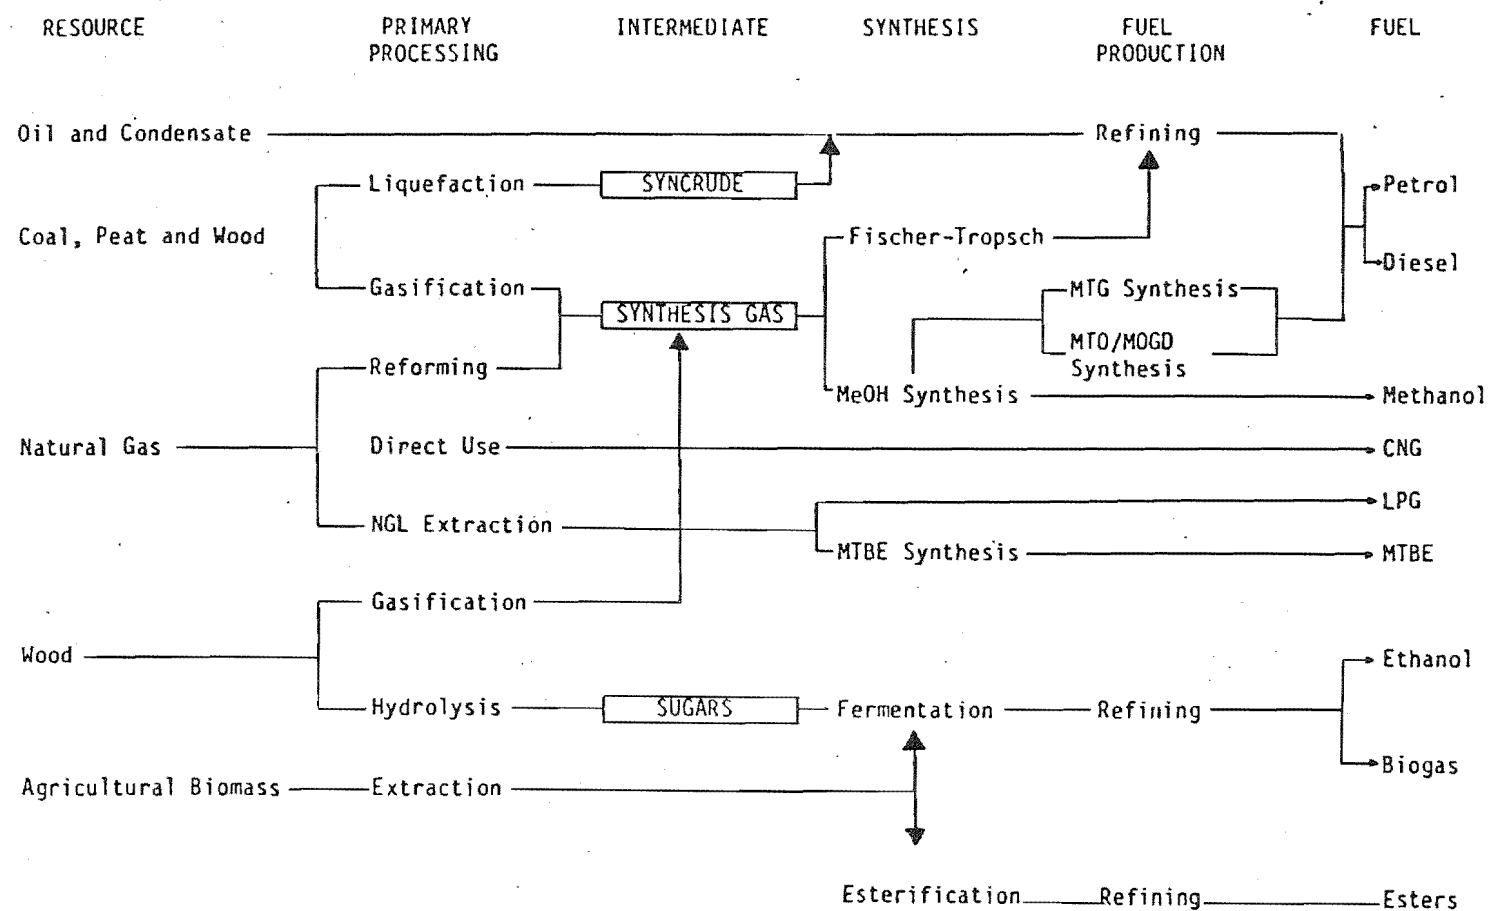 RESOURCE PRIMARY INTERMEDIATE SYNTHESIS FUEL FUEL
PROCESSING PRODUCTION
Oil and Condensate Refining
Liquefaction SYNCRUDE Petrol
Coal, Peat and Wood Fischer-Tropsch
Diesel
Gasification MTG Synthesis
SYNTHESIS GAS
MTO/MOGD
Reforming Synthesis
MeOH Synthesis Methanol
Natural Gas Direct Use CNG
LPG
NGL Extraction
MTBE Synthesis MTBE
Gasification
Wood Ethanol
Hydrolysis SUGARS Fermentation Refining
Biogas
Agricultural Biomass Extraction
Esterification Refining Esters